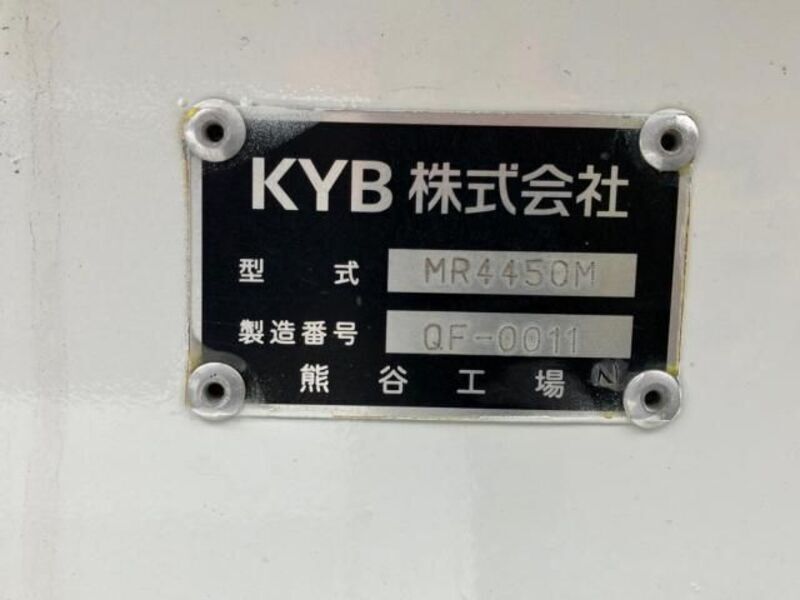 KYB 株式会社
型式 MR4450M
製造番号 QF-0011
熊谷工場 N